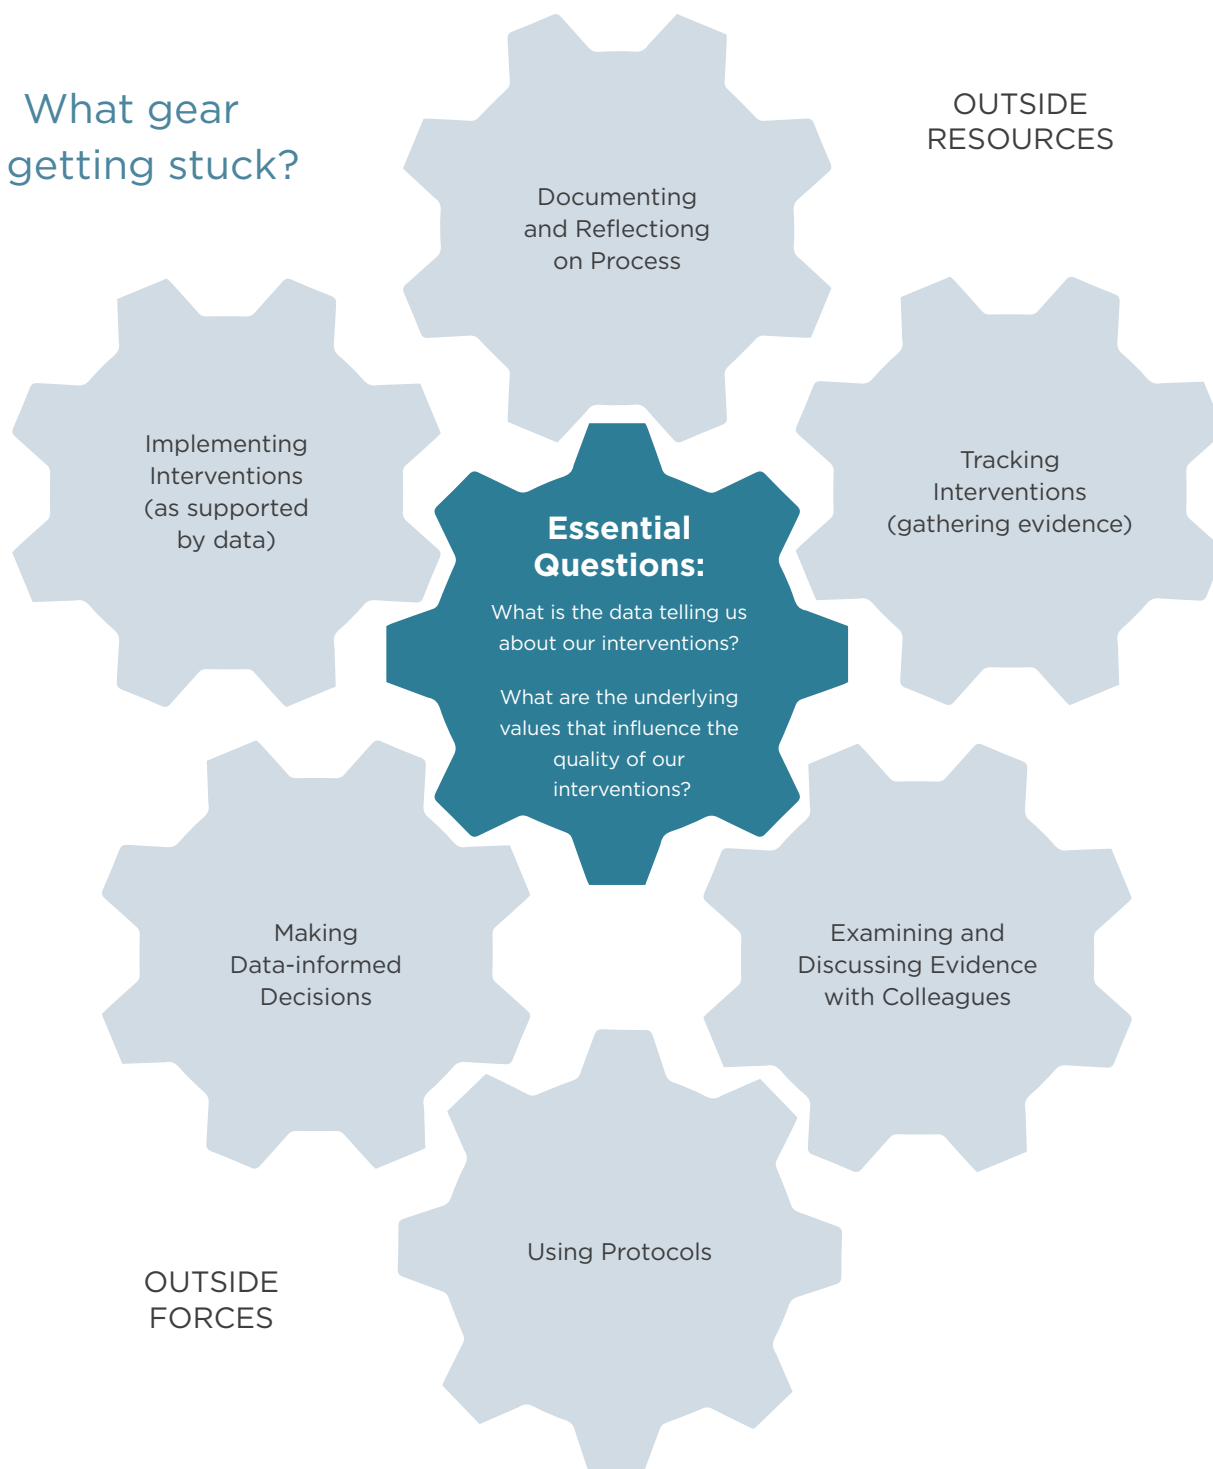 What gear
getting stuck?
OUTSIDE
RESOURCES
Documenting
and Reflectiong
on Process
Implementing
Interventions
(as supported
by data)
Tracking
Interventions
(gathering evidence)
Essential
Questions:
What is the data telling us
about our interventions?
What are the underlying
values that influence the
quality of our
interventions?
Making
Data-informed
Decisions
Examining and
Discussing Evidence
with Colleagues
Using Protocols
OUTSIDE
FORCES